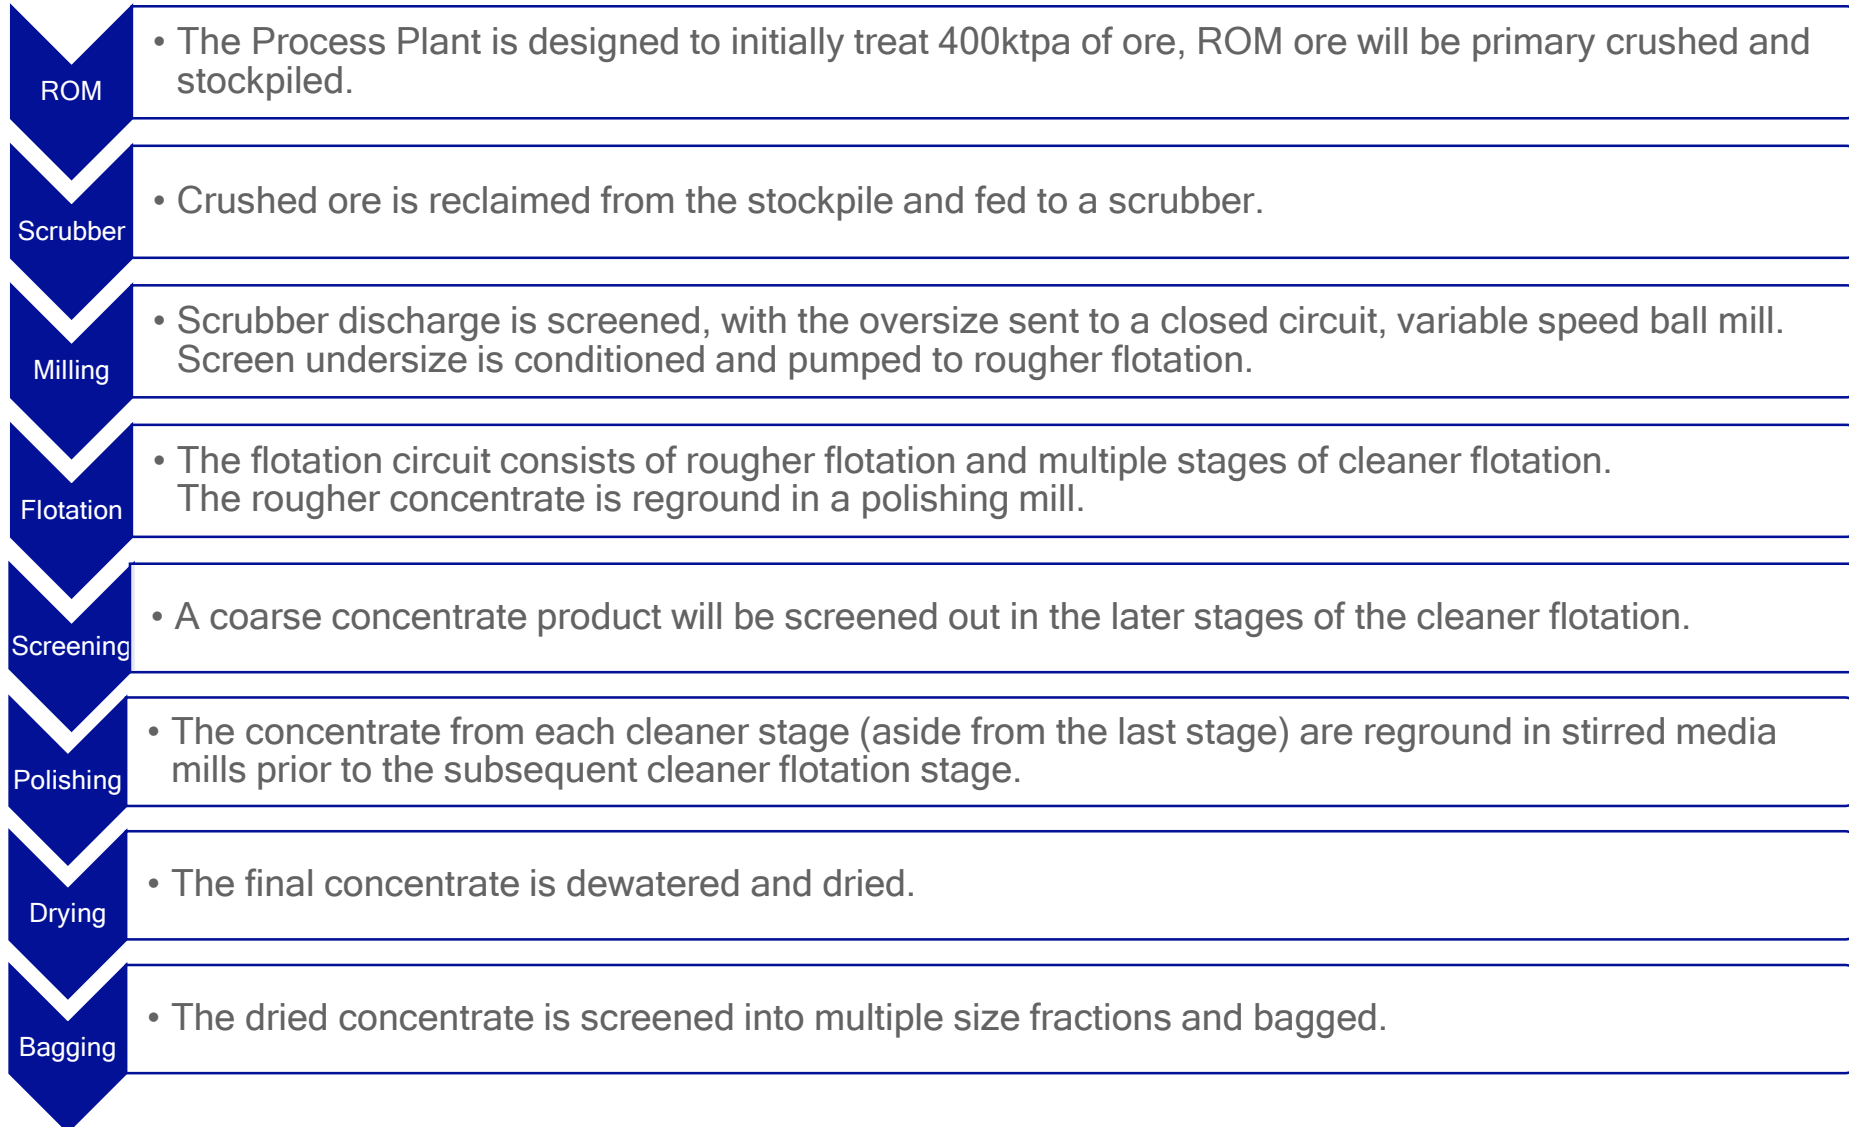 ROM
• The Process Plant is designed to initially treat 400ktpa of ore, ROM ore will be primary crushed and
stockpiled.
Scrubber
• Crushed ore is reclaimed from the stockpile and fed to a scrubber.
Milling
• Scrubber discharge is screened, with the oversize sent to a closed circuit, variable speed ball mill.
Screen undersize is conditioned and pumped to rougher flotation.
Flotation
• The flotation circuit consists of rougher flotation and multiple stages of cleaner flotation.
The rougher concentrate is reground in a polishing mill.
Screening
• A coarse concentrate product will be screened out in the later stages of the cleaner flotation.
Polishing
• The concentrate from each cleaner stage (aside from the last stage) are reground in stirred media
mills prior to the subsequent cleaner flotation stage.
Drying
• The final concentrate is dewatered and dried.
Bagging
• The dried concentrate is screened into multiple size fractions and bagged.